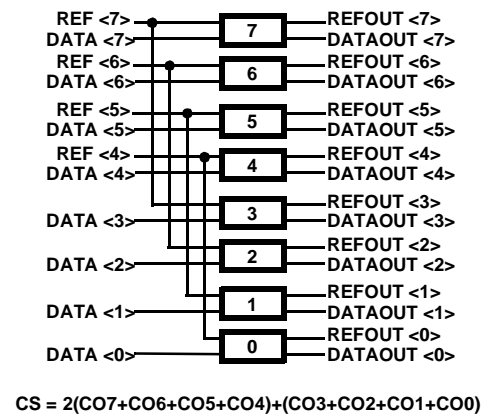 REF <7> 7 REFOUT <7>
DATA <7> DATAOUT <7>
REF <6> 6 REFOUT <6>
DATA <6> DATAOUT <6>
REF <5> 5 REFOUT <5>
DATA <5> DATAOUT <5>
REF <4> 4 REFOUT <4>
DATA <4> DATAOUT <4>
3 REFOUT <3>
DATA <3> DATAOUT <3>
2 REFOUT <2>
DATA <2> DATAOUT <2>
1 REFOUT <1>
DATA <1> DATAOUT <1>
0 REFOUT <0>
DATA <0> DATAOUT <0>
CS = 2(CO7+CO6+CO5+CO4)+(CO3+CO2+CO1+CO0)